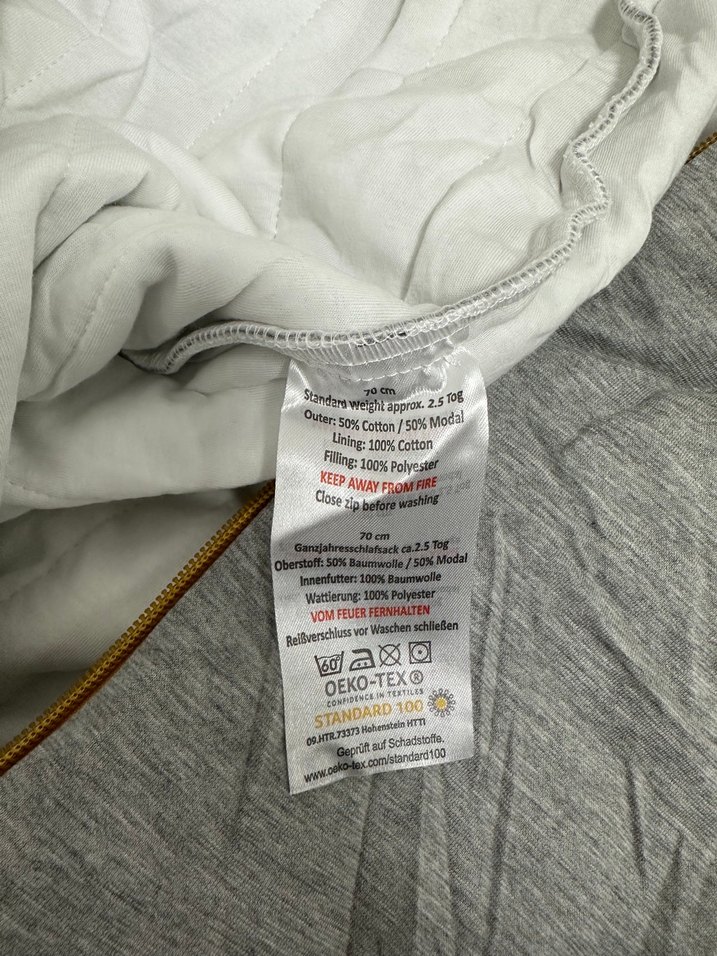 70 cm
Standard Weight approx. 2.5 Tog
Outer: 50% Cotton / 50% Modal
Lining: 100% Cotton
Filling: 100% Polyester
KEEP AWAY FROM FIRE
Close zip before washing
70 cm
Ganzjahresschlafsack ca.2.5 Tog
Oberstoff: 50% Baumwolle / 50% Modal
Innenfutter: 100% Baumwolle
Wattierung: 100% Polyester
VOM FEUER FERNHALTEN
Reißverschluss vor Waschen schließen
60°
OEKO-TEX®
CONFIDENCE IN TEXTILES
STANDARD 100
09.HTR.73373 Hohenstein HTTI
Geprüft auf Schadstoffe.
www.oeko-tex.com/standard100